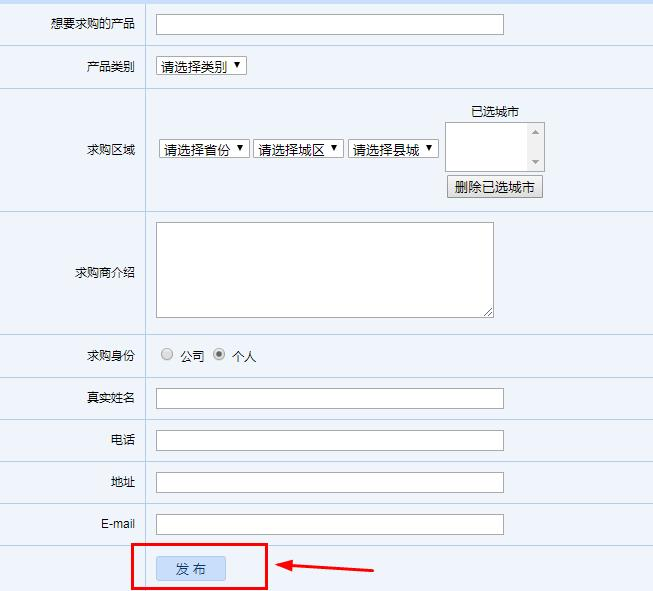 想要求购的产品
产品类别 请选择类别
已选城市
求购区域 请选择省份 请选择城区 请选择县城
删除已选城市
求购商介绍
求购身份 公司 个人
真实姓名
电话
地址
E-mail
发布